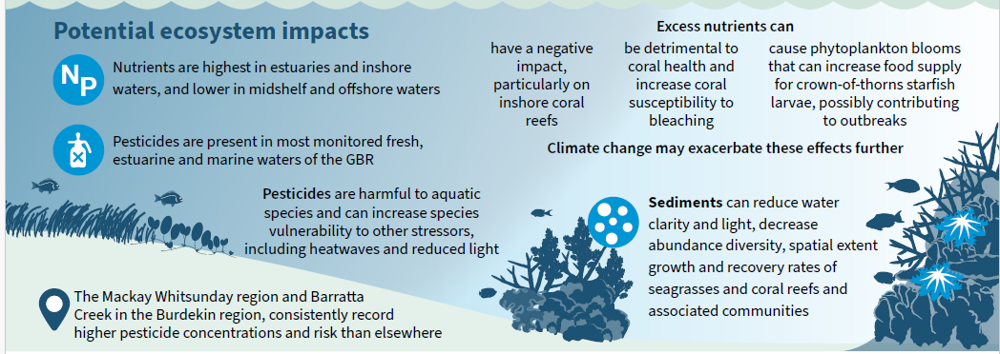 Potential ecosystem impacts
NP
Nutrients are highest in estuaries and inshore
waters, and lower in midshelf and offshore waters
Pesticides are present in most monitored fresh,
estuarine and marine waters of the GBR
Pesticides are harmful to aquatic
species and can increase species
vulnerability to other stressors,
including heatwaves and reduced light
The Mackay Whitsunday region and Barratta
Creek in the Burdekin region, consistently record
higher pesticide concentrations and risk than elsewhere
Excess nutrients can
have a negative
impact,
particularly on
inshore coral
reefs
be detrimental to
coral health and
increase coral
susceptibility to
bleaching
cause phytoplankton blooms
that can increase food supply
for crown-of-thorns starfish
larvae, possibly contributing
to outbreaks
Climate change may exacerbate these effects further
Sediments can reduce water
clarity and light, decrease
abundance diversity, spatial extent
growth and recovery rates of
seagrasses and coral reefs and
associated communities